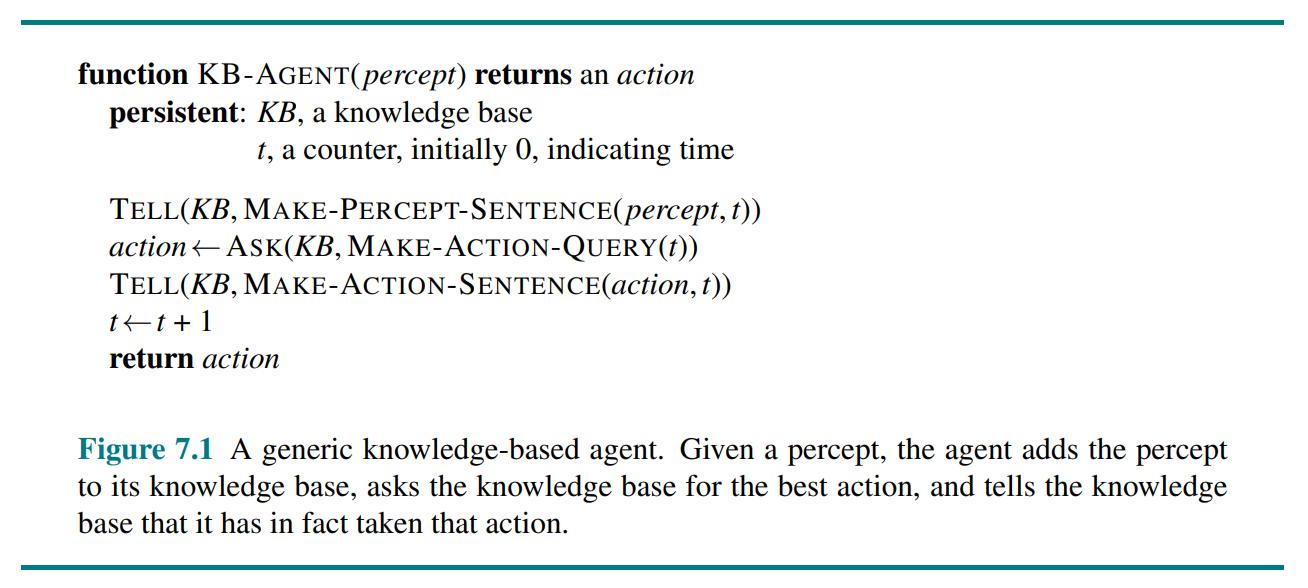 function KB-AGENT(percept) returns an action
persistent: KB, a knowledge base
t, a counter, initially 0, indicating time
TELL(KB, MAKE-PERCEPT-SENTENCE(percept, t))
action ← ASK(KB, MAKE-ACTION-QUERY(t))
TELL(KB, MAKE-ACTION-SENTENCE(action, t))
t ← t + 1
return action
Figure 7.1 A generic knowledge-based agent. Given a percept, the agent adds the percept
to its knowledge base, asks the knowledge base for the best action, and tells the knowledge
base that it has in fact taken that action.